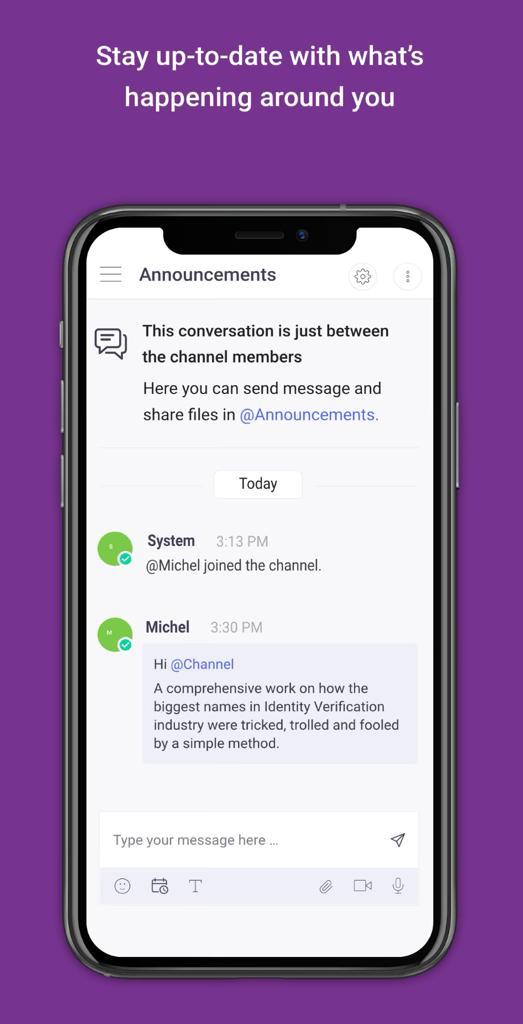 Stay up-to-date with what's
happening around you
Announcements
This conversation is just between
the channel members
Here you can send message and
share files in @Announcements.
Today
S
System 3:13 PM
@Michel joined the channel.
M
Michel 3:30 PM
Hi @Channel
A comprehensive work on how the
biggest names in Identity Verification
industry were tricked, trolled and fooled
by a simple method.
Type your message here ...
T